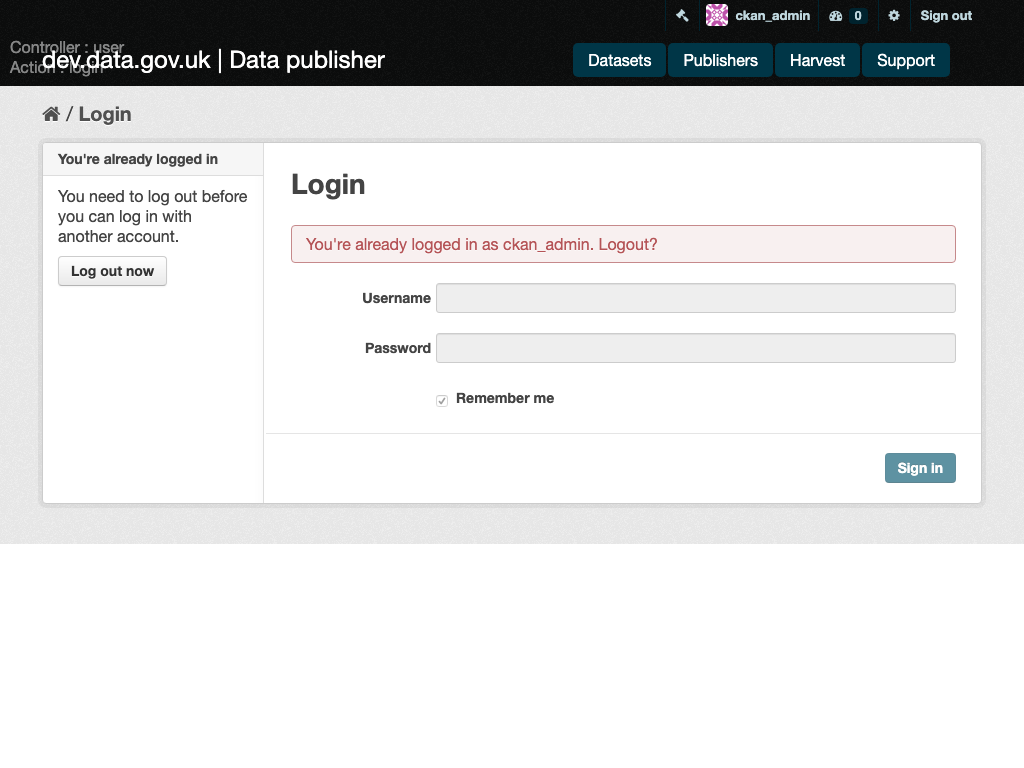 ckan_admin
0
Sign out
Controller : user
Action : login
dev.data.gov.uk | Data publisher
Datasets
Publishers
Harvest
Support
/ Login
You're already logged in
You need to log out before
you can log in with
another account.
Log out now
Login
You're already logged in as ckan_admin. Logout?
Username
Password
Remember me
Sign in